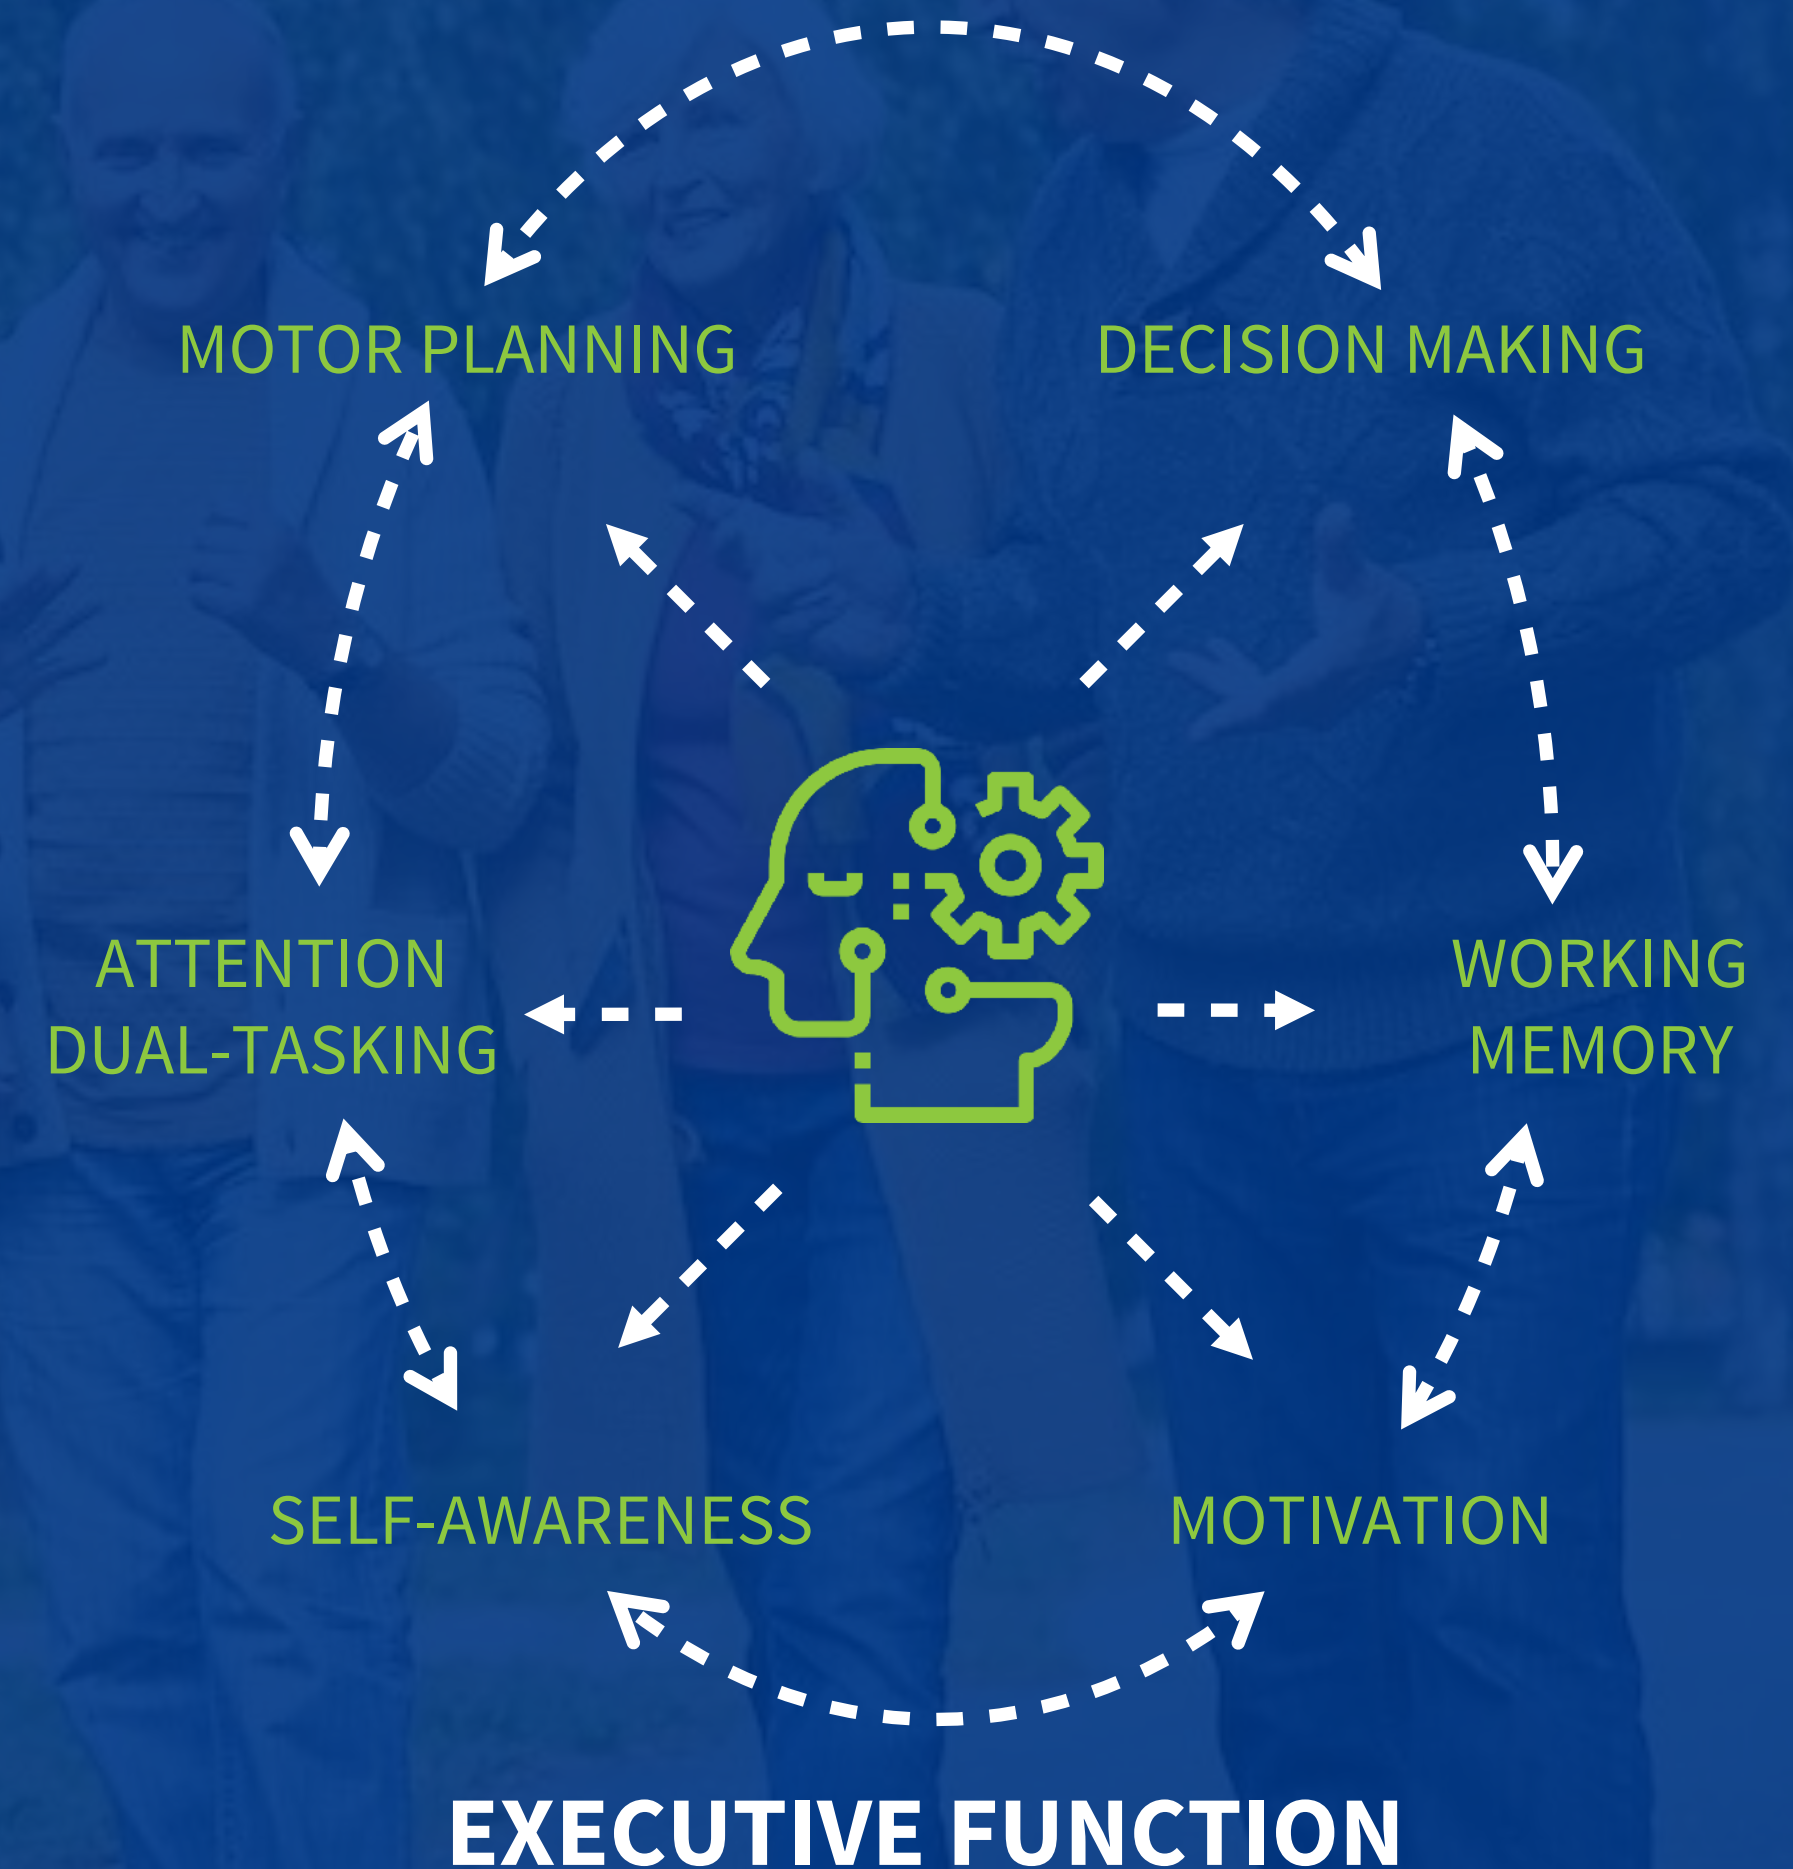 MOTOR PLANNING
DECISION MAKING
ATTENTION
DUAL-TASKING
WORKING
MEMORY
SELF-AWARENESS
MOTIVATION
EXECUTIVE FUNCTION